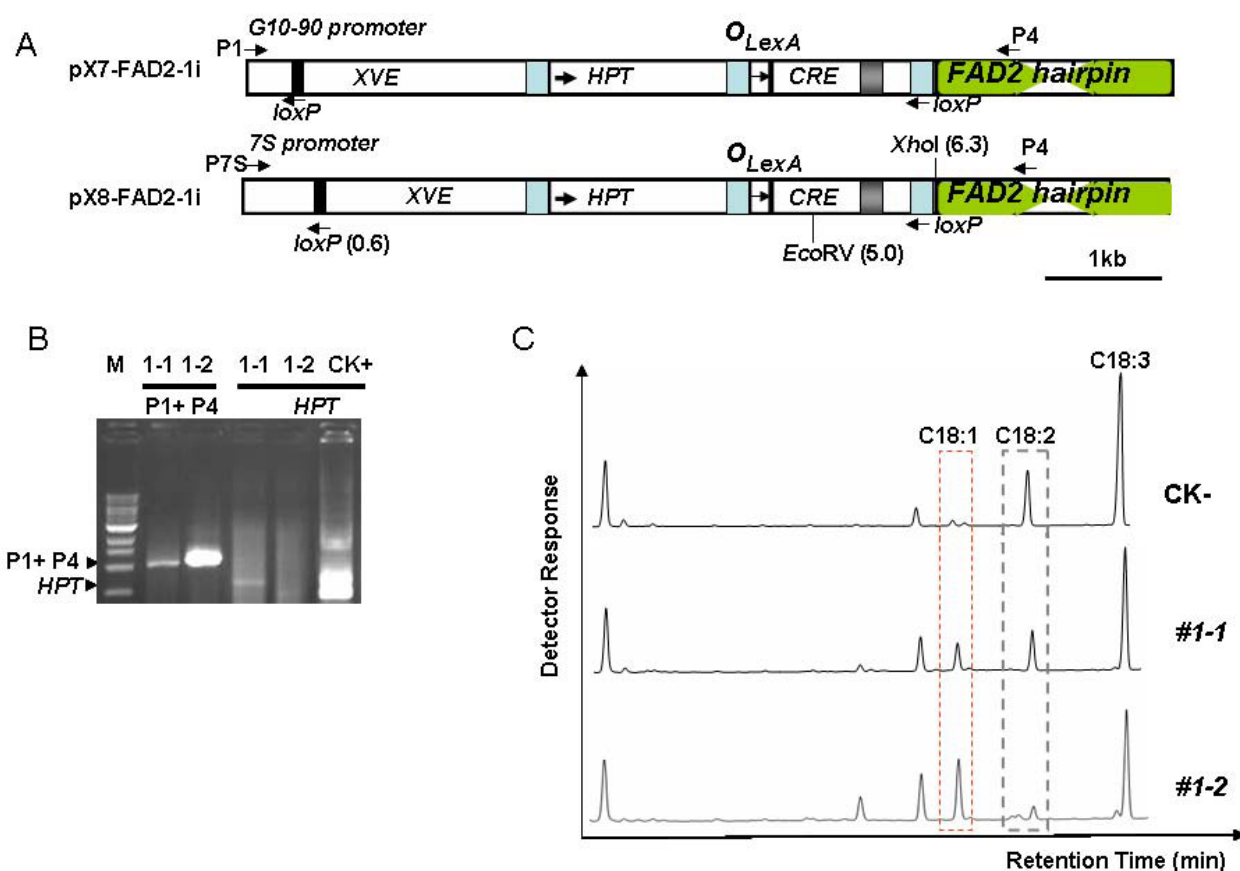 A
G10-90 promoter
P1
O LexA
P4
pX7-FAD2-1i
XVE
HPT
CRE
FAD2 hairpin
loxP
loxP
7S promoter
P7S
O LexA
XhoI (6.3)
P4
pX8-FAD2-1i
XVE
HPT
CRE
FAD2 hairpin
loxP (0.6)
loxP
EcoRV (5.0)
1kb
B
M 1-1 1-2 1-1 1-2 CK+
P1+ P4 HPT
P1+ P4
HPT
C
C18:3
C18:1 C18:2
CK-
#1-1
#1-2
Detector Response
Retention Time (min)